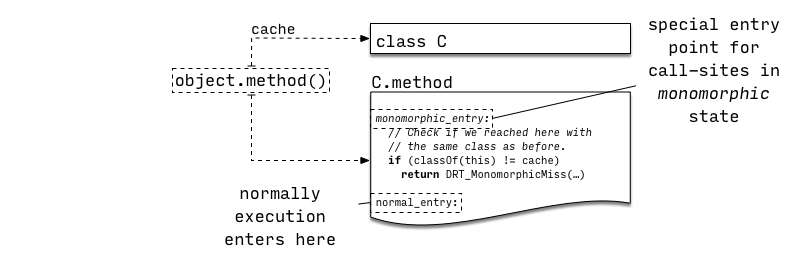 cache
class C
object.method()
C.method
monomorphic_entry:
// Check if we reached here with
// the same class as before.
if (classOf(this) != cache)
return DRT_MonomorphicMiss(…)
normal_entry:
special entry
point for
call-sites in
monomorphic
state
normally
execution
enters here